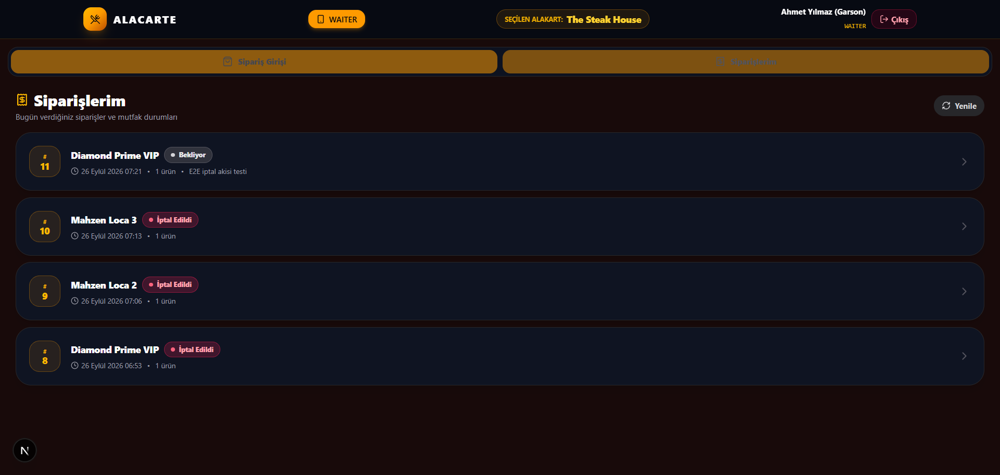 ALACARTE
WAITER
SEÇİLEN ALAKART: The Steak House
Ahmet Yılmaz (Garson)
WAITER
Çıkış
Sipariş Girişi
Siparişlerim
Siparişlerim
Bugün verdiğiniz siparişler ve mutfak durumları
Yenile
# 11
Diamond Prime VIP
Bekliyor
26 Eylül 2026 07:21 • 1 ürün • E2E iptal akisi testi
# 10
Mahzen Loca 3
İptal Edildi
26 Eylül 2026 07:13 • 1 ürün
# 9
Mahzen Loca 2
İptal Edildi
26 Eylül 2026 07:06 • 1 ürün
# 8
Diamond Prime VIP
İptal Edildi
26 Eylül 2026 06:53 • 1 ürün
N